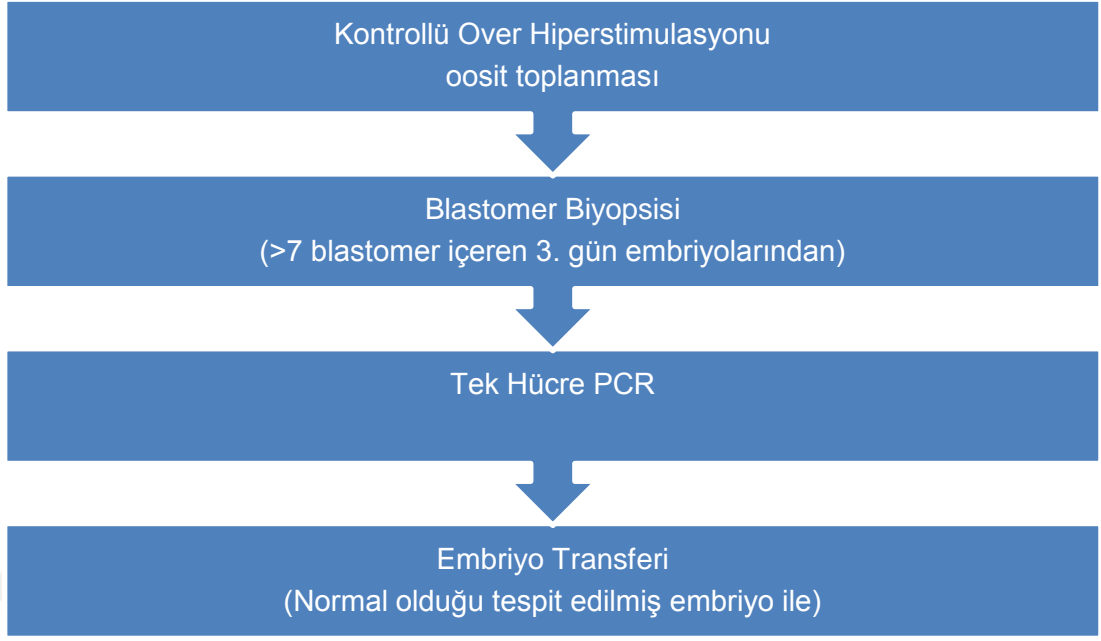 Kontrollü Over Hiperstimulasyonu
oosit toplanması
Blastomer Biyopsisi
(>7 blastomer içeren 3. gün embriyolarından)
Tek Hücre PCR
Embriyo Transferi
(Normal olduğu tespit edilmiş embriyo ile)